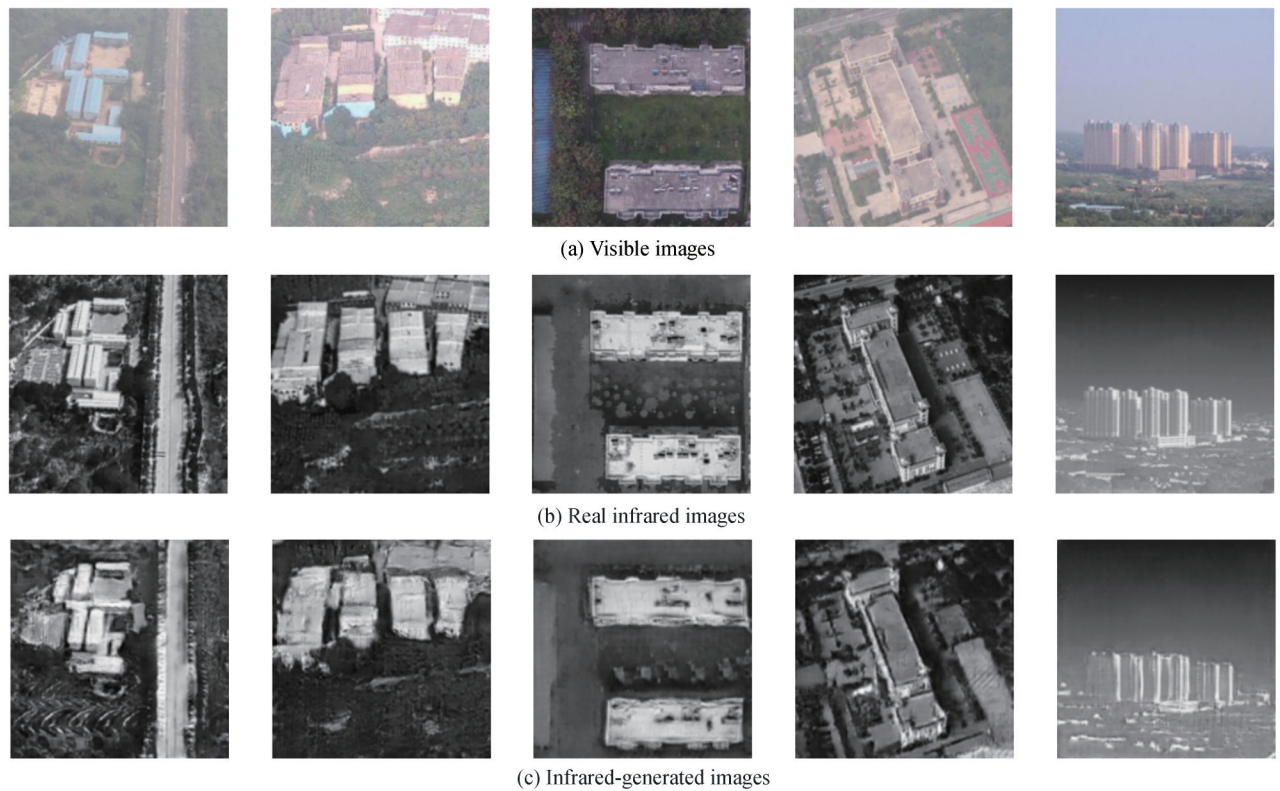 (a) Visible images
(b) Real infrared images
(c) Infrared-generated images